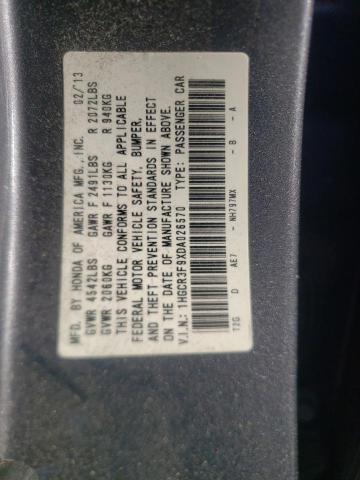 MFD. BY HONDA OF AMERICA MFG., INC. 02/13
GVWR 4542LBS GAWR F 2491LBS R 2072LBS
GVWR 2060KG GAWR F 1130KG R 940KG
THIS VEHICLE CONFORMS TO ALL APPLICABLE
FEDERAL MOTOR VEHICLE SAFETY, BUMPER,
AND THEFT PREVENTION STANDARDS IN EFFECT
ON THE DATE OF MANUFACTURE SHOWN ABOVE.
V.I.N.: 1HGCR3F9XDA026570 TYPE: PASSENGER CAR
T2G D AE7 - NH797MX - B - A